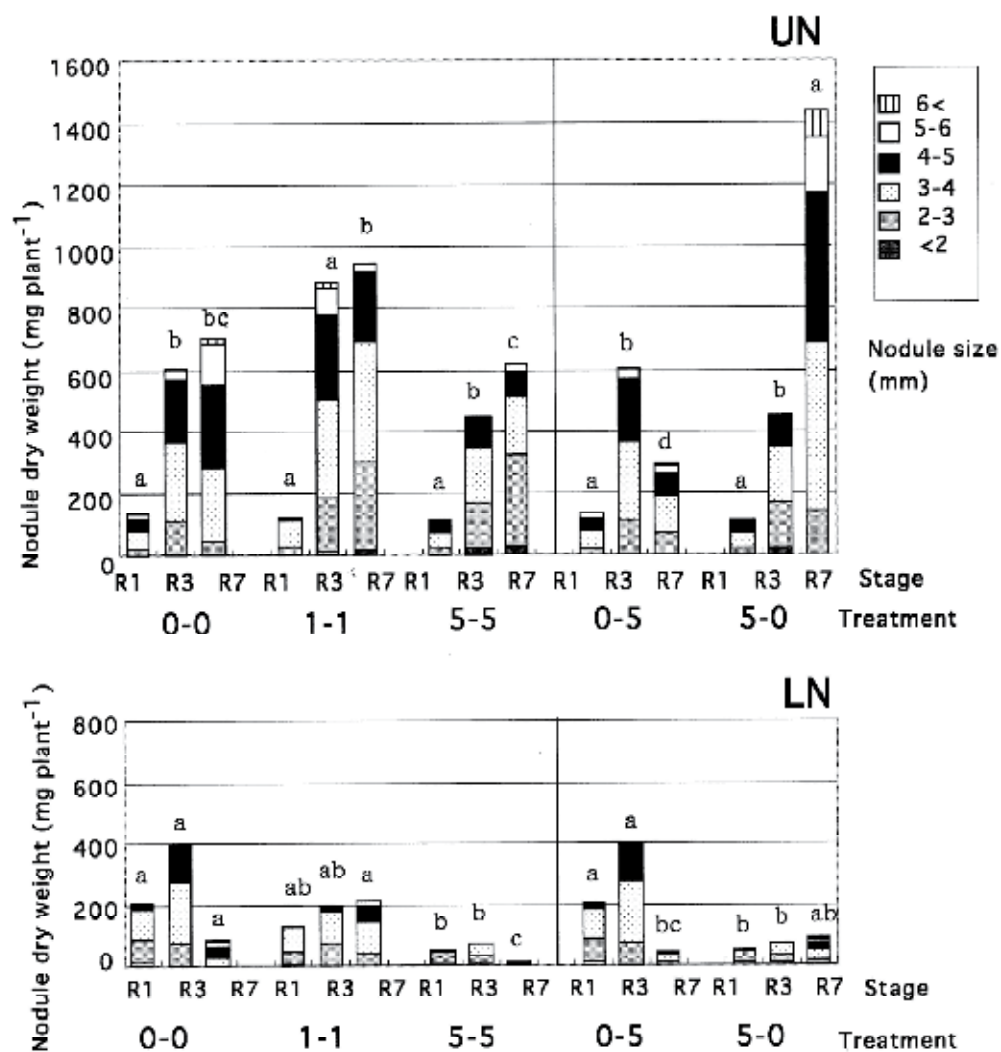 UN
1600
1400
1200
1000
800
600
400
200
0
Nodule dry weight (mg plant⁻¹)
a b bc a a b a b c a b d a b a
6<
5-6
4-5
3-4
2-3
<2
Nodule size
(mm)
R1 R3 R7 R1 R3 R7 R1 R3 R7 R1 R3 R7 R1 R3 R7 Stage
0-0 1-1 5-5 0-5 5-0 Treatment
LN
800
600
400
200
0
Nodule dry weight (mg plant⁻¹)
a a a ab ab a b b c a a bc b b ab
R1 R3 R7 R1 R3 R7 R1 R3 R7 R1 R3 R7 R1 R3 R7 Stage
0-0 1-1 5-5 0-5 5-0 Treatment